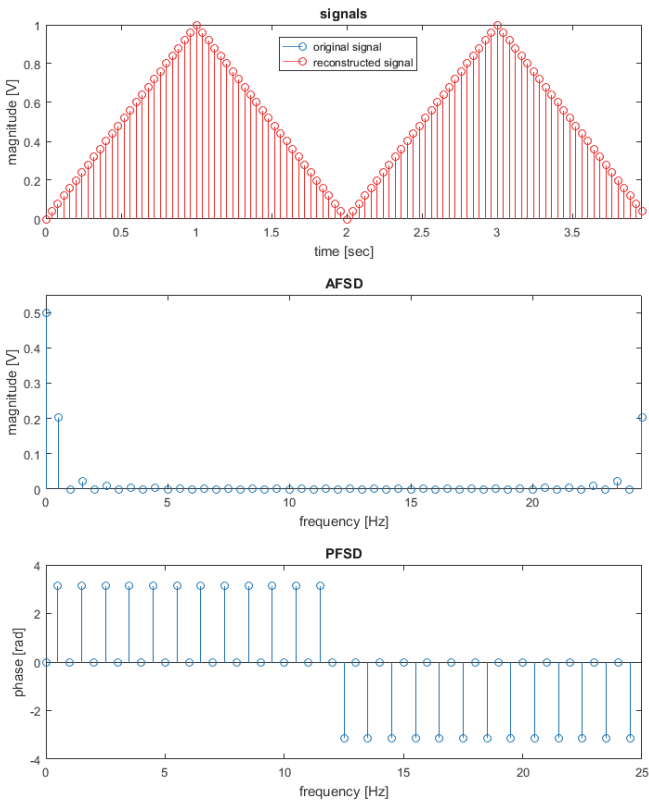 signals
1
0.8
0.6
0.4
0.2
0
magnitude [V]
original signal
reconstructed signal
0 0.5 1 1.5 2 2.5 3 3.5
time [sec]
AFSD
0.5
0.4
0.3
0.2
0.1
0
magnitude [V]
0 5 10 15 20
frequency [Hz]
PFSD
4
2
0
-2
-4
phase [rad]
0 5 10 15 20 25
frequency [Hz]